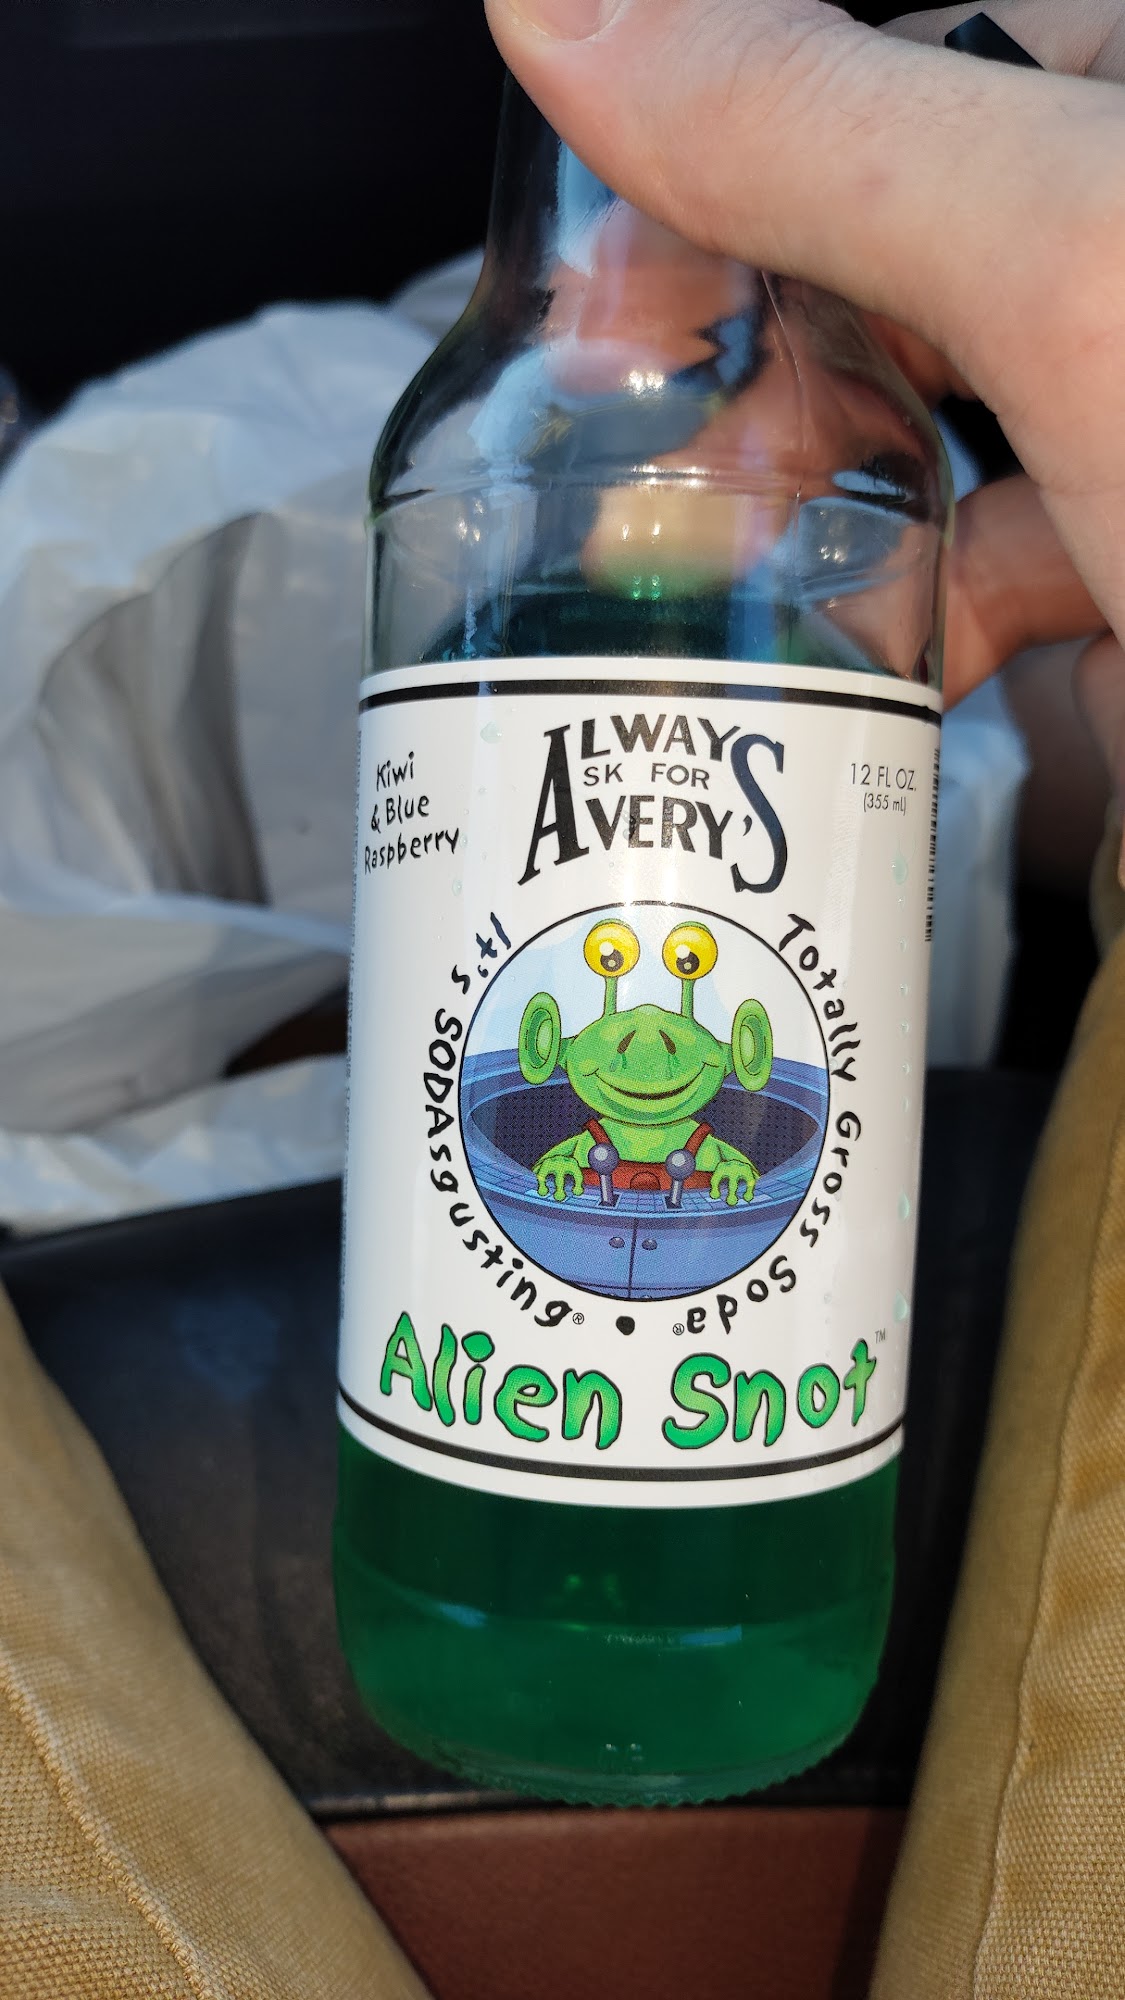 ALWAYS
ASK FOR
AVERY'S
Kiwi
& Blue
Raspberry
12 FL OZ.
(355 mL)
It's SODAsgusting® • Totally Gross Soda®
Alien Snot™